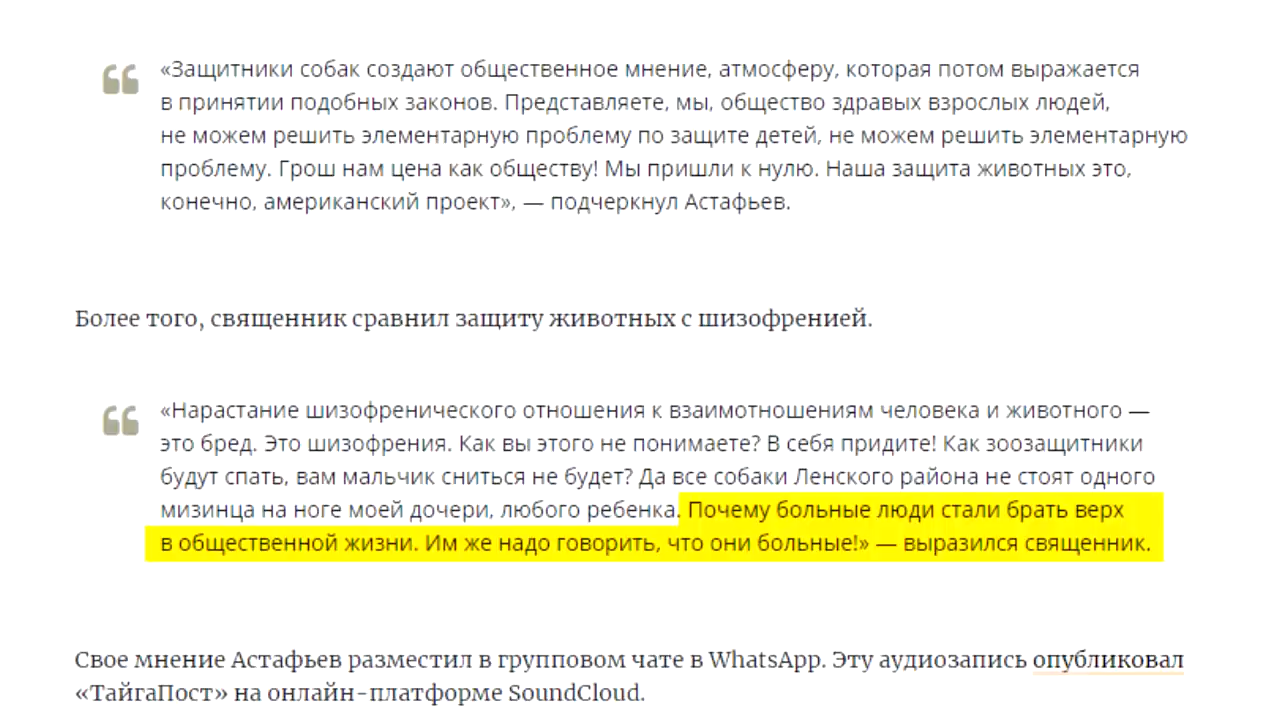 «Защитники собак создают общественное мнение, атмосферу, которая потом выражается
в принятии подобных законов. Представляете, мы, общество здравых взрослых людей,
не можем решить элементарную проблему по защите детей, не можем решить элементарную
проблему. Грош нам цена как обществу! Мы пришли к нулю. Наша защита животных это,
конечно, американский проект», — подчеркнул Астафьев.
Более того, священник сравнил защиту животных с шизофренией.
«Нарастание шизофренического отношения к взаимотношениям человека и животного —
это бред. Это шизофрения. Как вы этого не понимаете? В себя придите! Как зоозащитники
будут спать, вам мальчик сниться не будет? Да все собаки Ленского района не стоят одного
мизинца на ноге моей дочери, любого ребенка. Почему больные люди стали брать верх
в общественной жизни. Им же надо говорить, что они больные!» — выразился священник.
Свое мнение Астафьев разместил в групповом чате в WhatsApp. Эту аудиозапись опубликовал
«ТайгаПост» на онлайн-платформе SoundCloud.